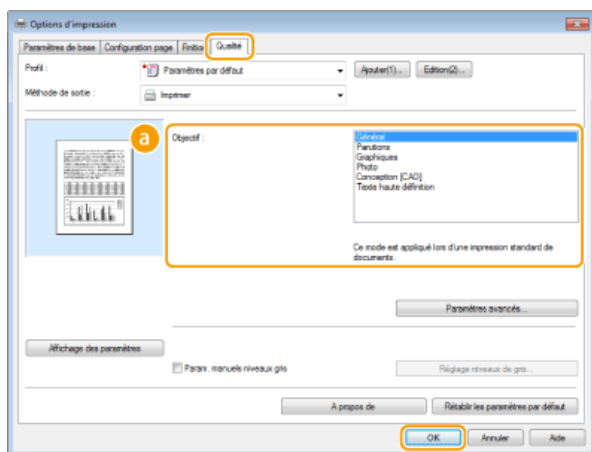 Options d'impression
Paramètres de base Configuration page Finition Qualité
Profil : Paramètres par défaut Ajouter(1)... Edition(2)...
Méthode de sortie : Imprimer
a
Objectif :
Général
Parutions
Graphiques
Photo
Conception [CAO]
Texte haute définition
Ce mode est appliqué lors d'une impression standard de
documents.
Paramètres avancés...
Affichage des paramètres
Param. manuels niveaux gris Réglage niveaux de gris...
A propos de Rétablir les paramètres par défaut
OK Annuler Aide